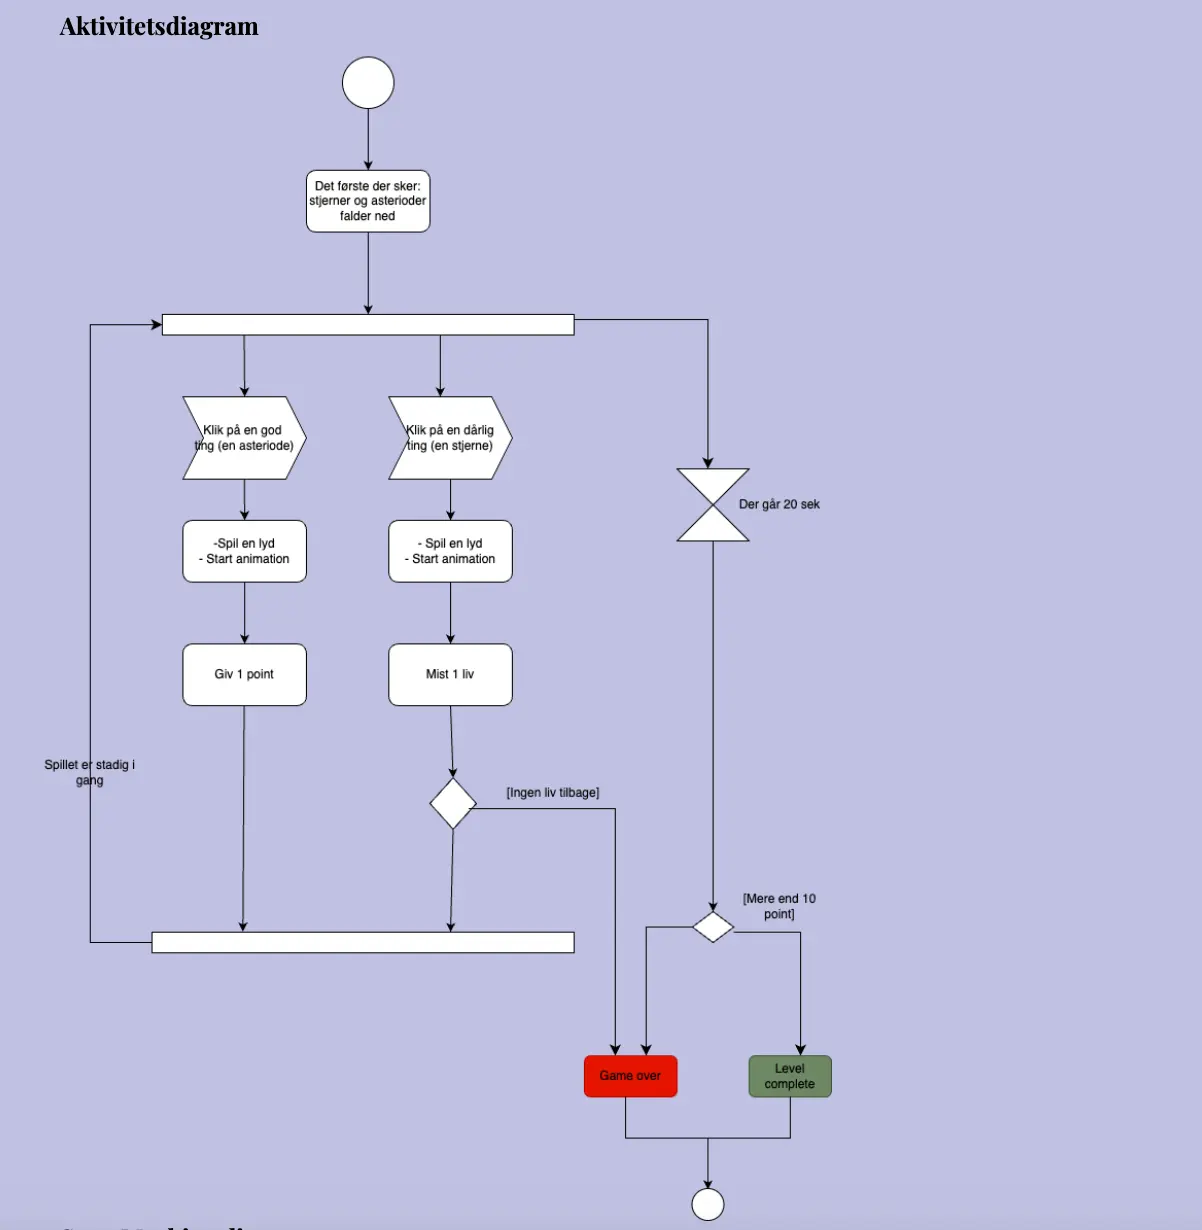 Aktivitetsdiagram
Det første der sker:
stjerner og asterioder
falder ned
Klik på en god
ting (en asteriode)
Klik på en dårlig
ting (en stjerne)
Der går 20 sek
-Spil en lyd
- Start animation
- Spil en lyd
- Start animation
Giv 1 point
Mist 1 liv
Spillet er stadig i
gang
[Ingen liv tilbage]
[Mere end 10
point]
Game over
Level
complete